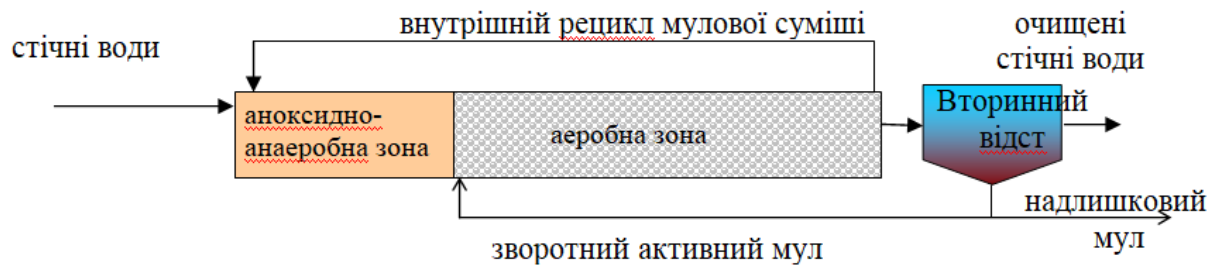 стічні води
внутрішній рецикл мулової суміші
очищені
стічні води
аноксидно-
анаеробна зона
аеробна зона
Вторинний
відст
надлишковий
мул
зворотний активний мул